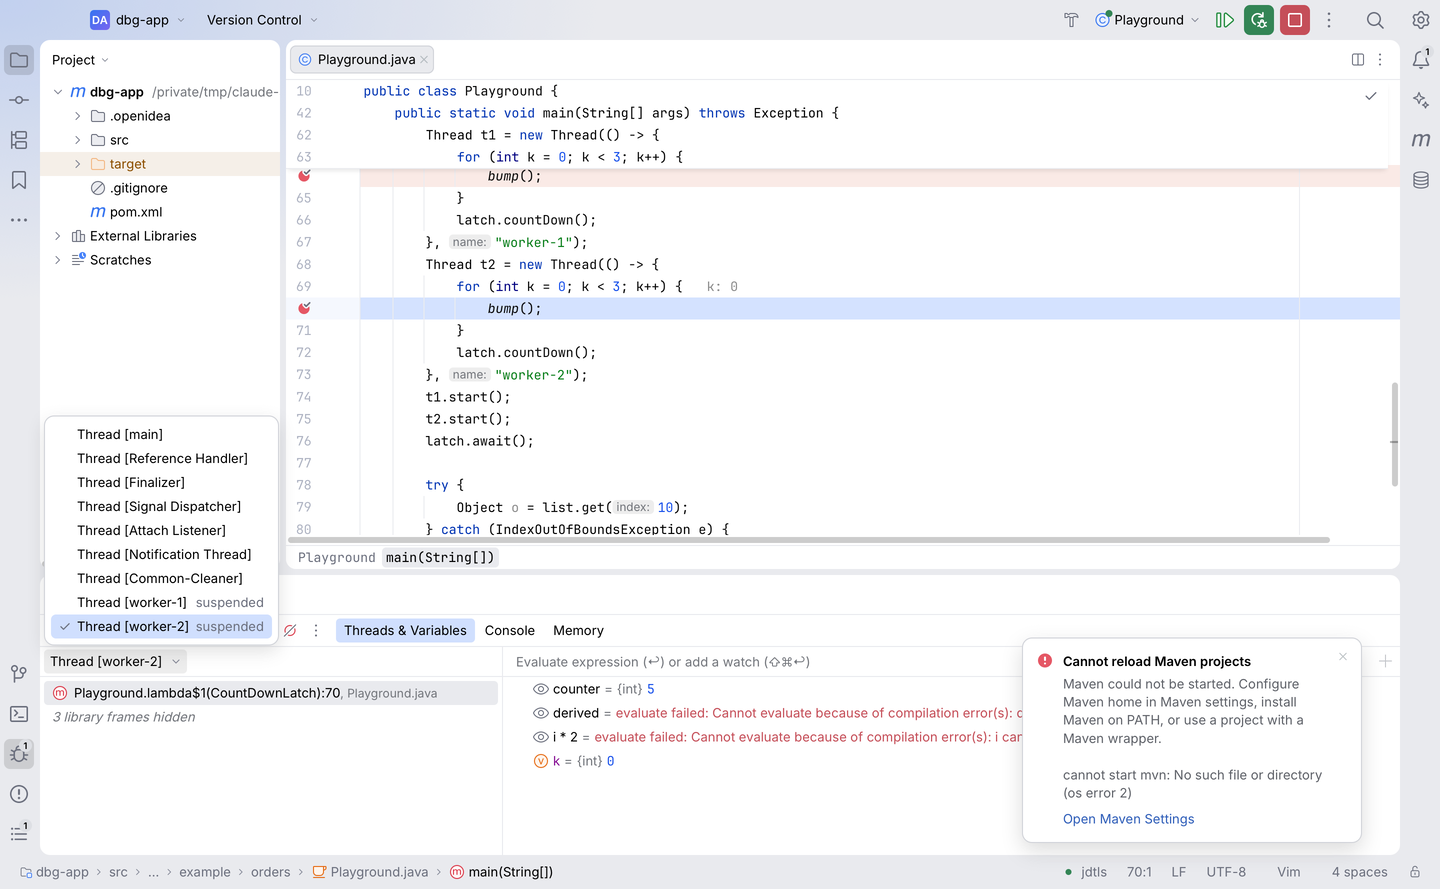 DA dbg-app Version Control Playground
Project
dbg-app /private/tmp/claude-
.openidea
src
target
.gitignore
m pom.xml
External Libraries
Scratches
Playground.java
10 public class Playground {
42 public static void main(String[] args) throws Exception {
62 Thread t1 = new Thread(() -> {
63 for (int k = 0; k < 3; k++) {
bump();
65 }
66 latch.countDown();
67 }, name: "worker-1");
68 Thread t2 = new Thread(() -> {
69 for (int k = 0; k < 3; k++) { k: 0
bump();
71 }
72 latch.countDown();
73 }, name: "worker-2");
74 t1.start();
75 t2.start();
76 latch.await();
77
78 try {
79 Object o = list.get( index: 10);
80 } catch (IndexOutOfBoundsException e) {
Playground main(String[])
Thread [main]
Thread [Reference Handler]
Thread [Finalizer]
Thread [Signal Dispatcher]
Thread [Attach Listener]
Thread [Notification Thread]
Thread [Common-Cleaner]
Thread [worker-1] suspended
Thread [worker-2] suspended
Threads & Variables Console Memory
Thread [worker-2]
Playground.lambda$1(CountDownLatch):70, Playground.java
3 library frames hidden
Evaluate expression (↩) or add a watch (⇧⌘↩)
counter = {int} 5
derived = evaluate failed: Cannot evaluate because of compilation error(s):
i * 2 = evaluate failed: Cannot evaluate because of compilation error(s): i
k = {int} 0
Cannot reload Maven projects
Maven could not be started. Configure
Maven home in Maven settings, install
Maven on PATH, or use a project with a
Maven wrapper.
cannot start mvn: No such file or directory
(os error 2)
Open Maven Settings
dbg-app › src › ... › example › orders › Playground.java › main(String[])
jdtls 70:1 LF UTF-8 Vim 4 spaces